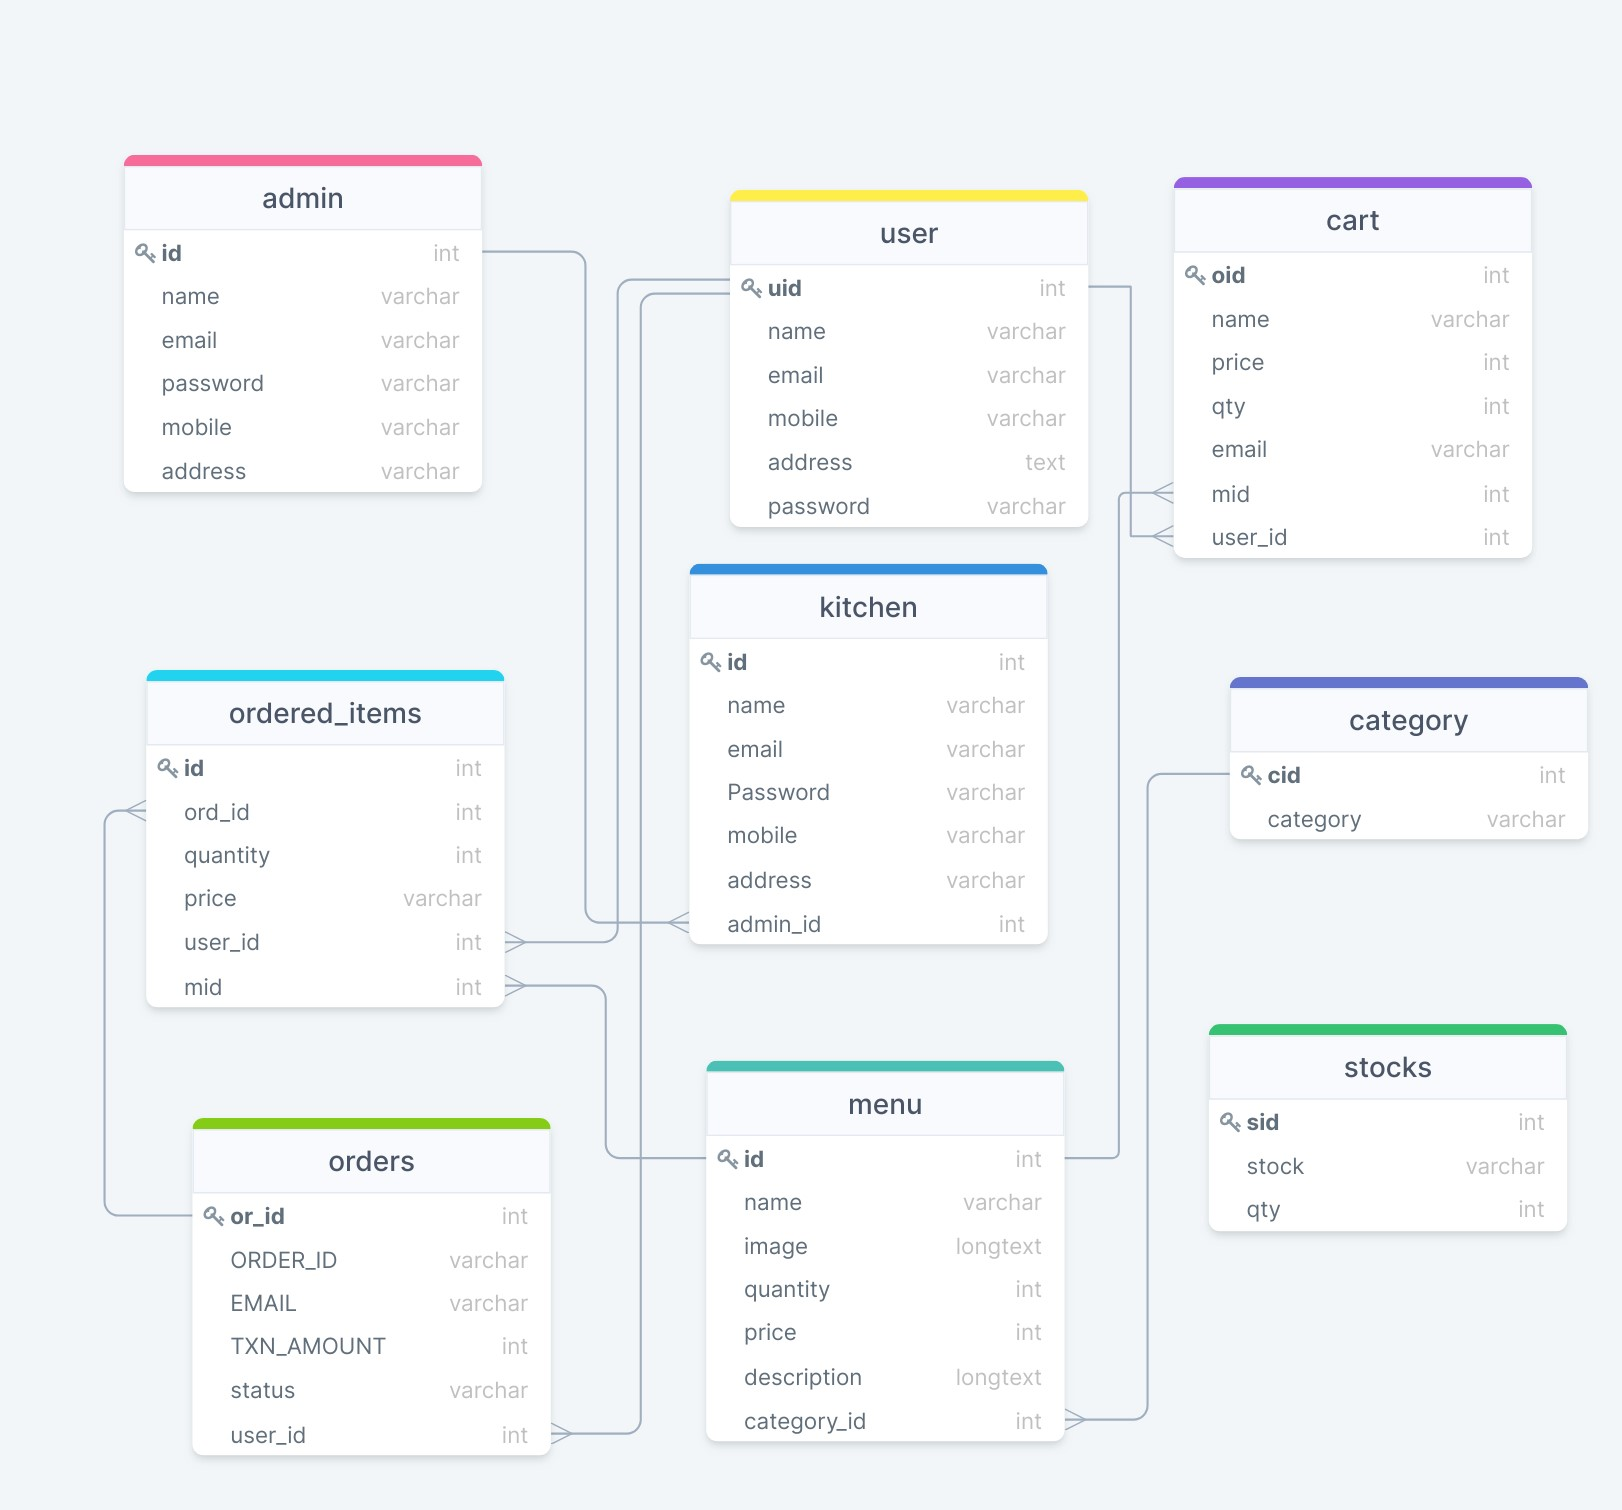 admin
id int
name varchar
email varchar
password varchar
mobile varchar
address varchar
user
uid int
name varchar
email varchar
mobile varchar
address text
password varchar
cart
oid int
name varchar
price int
qty int
email varchar
mid int
user_id int
kitchen
id int
name varchar
email varchar
Password varchar
mobile varchar
address varchar
admin_id int
ordered_items
id int
ord_id int
quantity int
price varchar
user_id int
mid int
category
cid int
category varchar
stocks
sid int
stock varchar
qty int
menu
id int
name varchar
image longtext
quantity int
price int
description longtext
category_id int
orders
or_id int
ORDER_ID varchar
EMAIL varchar
TXN_AMOUNT int
status varchar
user_id int